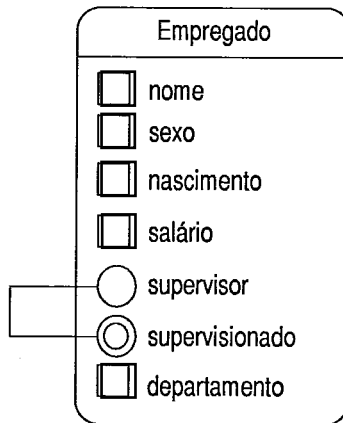 Empregado
nome
sexo
nascimento
salário
supervisor
supervisionado
departamento